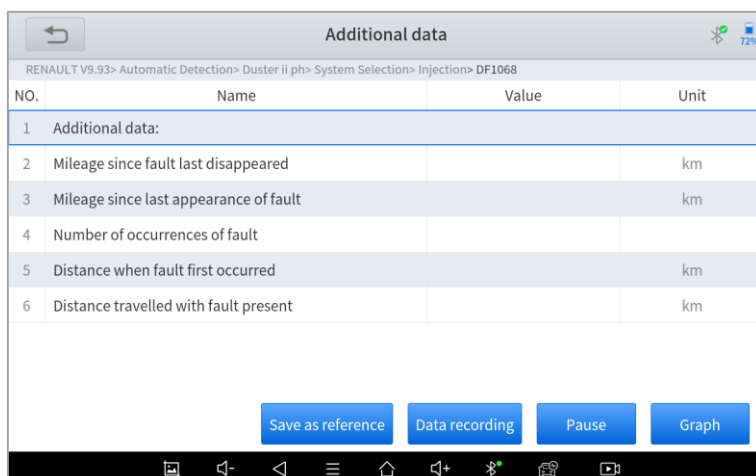 Additional data
72%
RENAULT V9.93> Automatic Detection> Duster ii ph> System Selection> Injection> DF1068
NO. Name Value Unit
1 Additional data:
2 Mileage since fault last disappeared km
3 Mileage since last appearance of fault km
4 Number of occurrences of fault
5 Distance when fault first occurred km
6 Distance travelled with fault present km
Save as reference Data recording Pause Graph